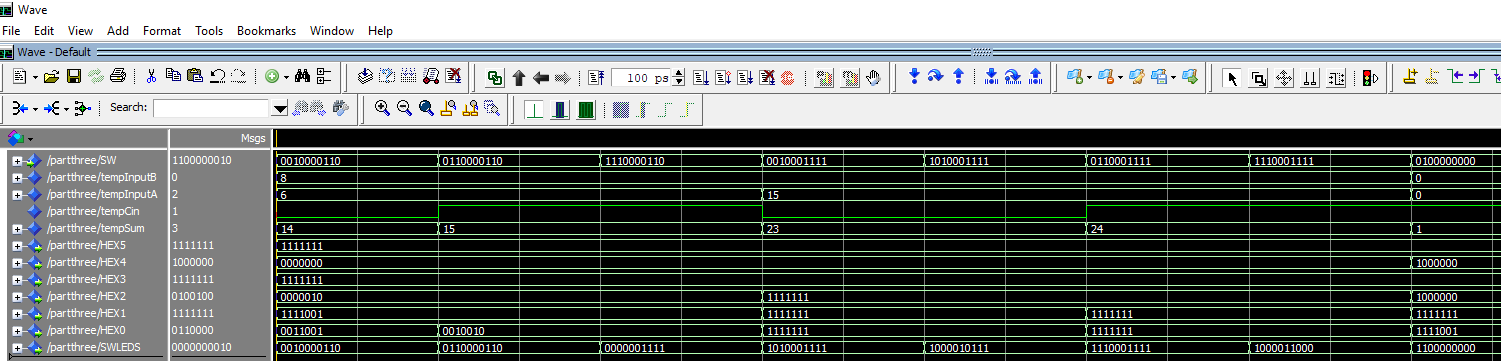 Wave
File Edit View Add Format Tools Bookmarks Window Help
Wave - Default
100 ps
Search:
Msgs
/partthree/SW 1100000010 0010000110 0110000110 1110000110 0010001111 1010001111 0110001111 1110001111 0100000000
/partthree/tempInputB 0 8 0
/partthree/tempInputA 2 6 15 0
/partthree/tempCin 1
/partthree/tempSum 3 14 15 23 24 1
/partthree/HEX5 1111111 1111111
/partthree/HEX4 1000000 0000000 1000000
/partthree/HEX3 1111111 1111111
/partthree/HEX2 0100100 0000010 1111111 1000000
/partthree/HEX1 1111111 1111001 1111111 1111111 1111111
/partthree/HEX0 0110000 0011001 0010010 1111111 1111111 1111001
/partthree/SWLEDS 0000000010 0010000110 0110000110 0000001111 1010001111 1000010111 1110001111 1000011000 1100000000